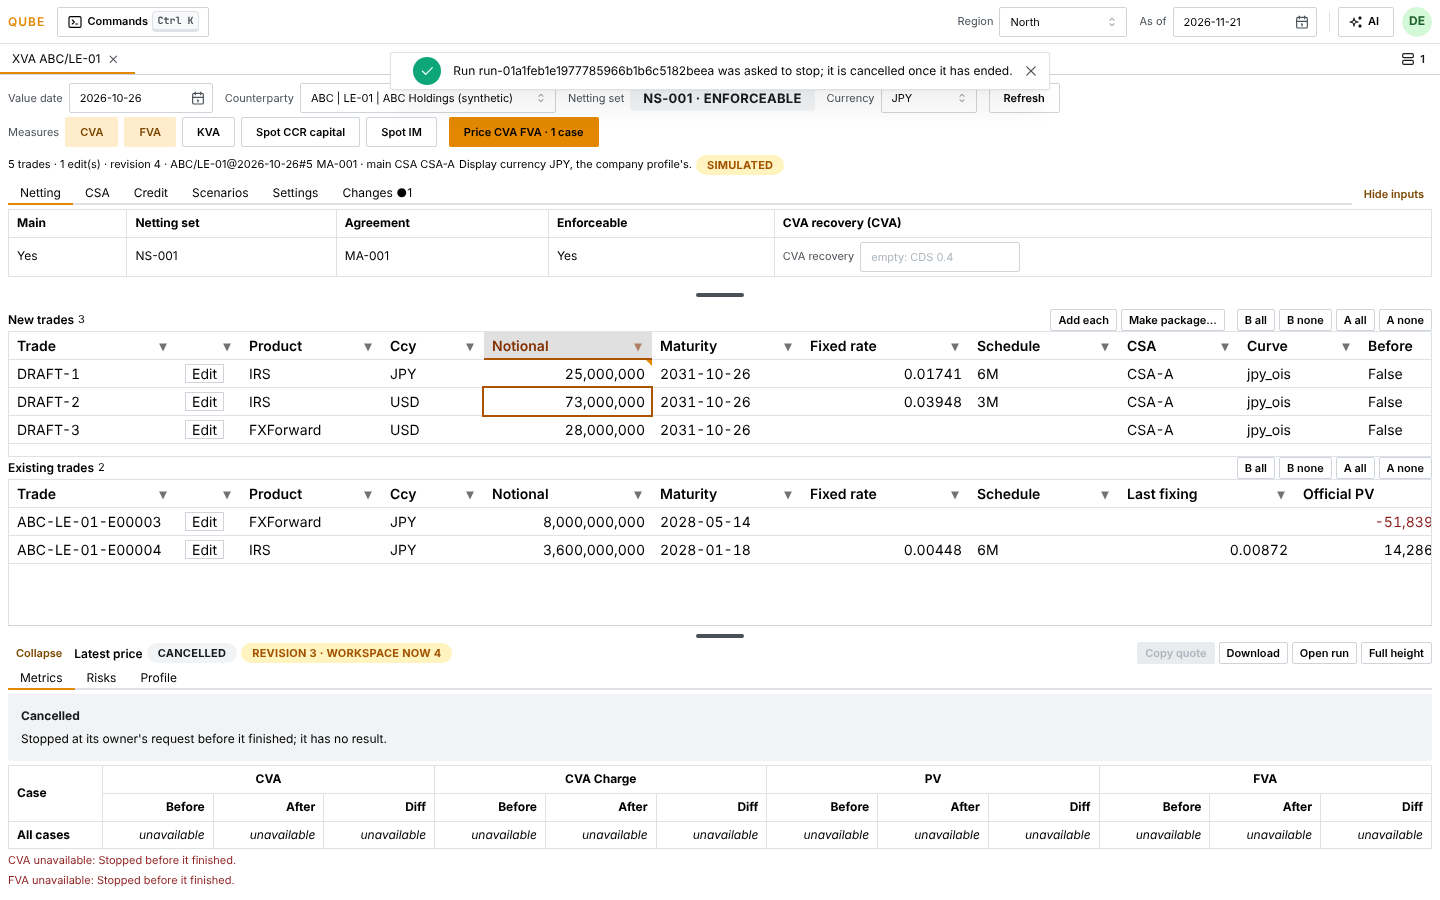 QUBE Commands Ctrl K Region North As of 2026-11-21 AI DE
XVA ABC/LE-01 1
Run run-01a1feb1e1977785966b1b6c5182beea was asked to stop; it is cancelled once it has ended.
Value date 2026-10-26 Counterparty ABC | LE-01 | ABC Holdings (synthetic) Netting set NS-001 · ENFORCEABLE Currency JPY Refresh
Measures CVA FVA KVA Spot CCR capital Spot IM Price CVA FVA · 1 case
5 trades · 1 edit(s) · revision 4 · ABC/LE-01@2026-10-26#5 MA-001 · main CSA CSA-A Display currency JPY, the company profile's. SIMULATED
Netting CSA Credit Scenarios Settings Changes ●1 Hide inputs
Main Netting set Agreement Enforceable CVA recovery (CVA)
Yes NS-001 MA-001 Yes CVA recovery empty: CDS 0.4
New trades 3 Add each Make package... B all B none A all A none
Trade Product Ccy Notional Maturity Fixed rate Schedule CSA Curve Before
DRAFT-1 Edit IRS JPY 25,000,000 2031-10-26 0.01741 6M CSA-A jpy_ois False
DRAFT-2 Edit IRS USD 73,000,000 2031-10-26 0.03948 3M CSA-A jpy_ois False
DRAFT-3 Edit FXForward USD 28,000,000 2031-10-26 CSA-A jpy_ois False
Existing trades 2 B all B none A all A none
Trade Product Ccy Notional Maturity Fixed rate Schedule Last fixing Official PV
ABC-LE-01-E00003 Edit FXForward JPY 8,000,000,000 2028-05-14 -51,839
ABC-LE-01-E00004 Edit IRS JPY 3,600,000,000 2028-01-18 0.00448 6M 0.00872 14,286
Collapse Latest price CANCELLED REVISION 3 · WORKSPACE NOW 4 Copy quote Download Open run Full height
Metrics Risks Profile
Cancelled
Stopped at its owner's request before it finished; it has no result.
Case CVA CVA Charge PV FVA
Before After Diff Before After Diff Before After Diff Before After Diff
All cases unavailable unavailable unavailable unavailable unavailable unavailable unavailable unavailable unavailable unavailable unavailable unavailable
CVA unavailable: Stopped before it finished.
FVA unavailable: Stopped before it finished.